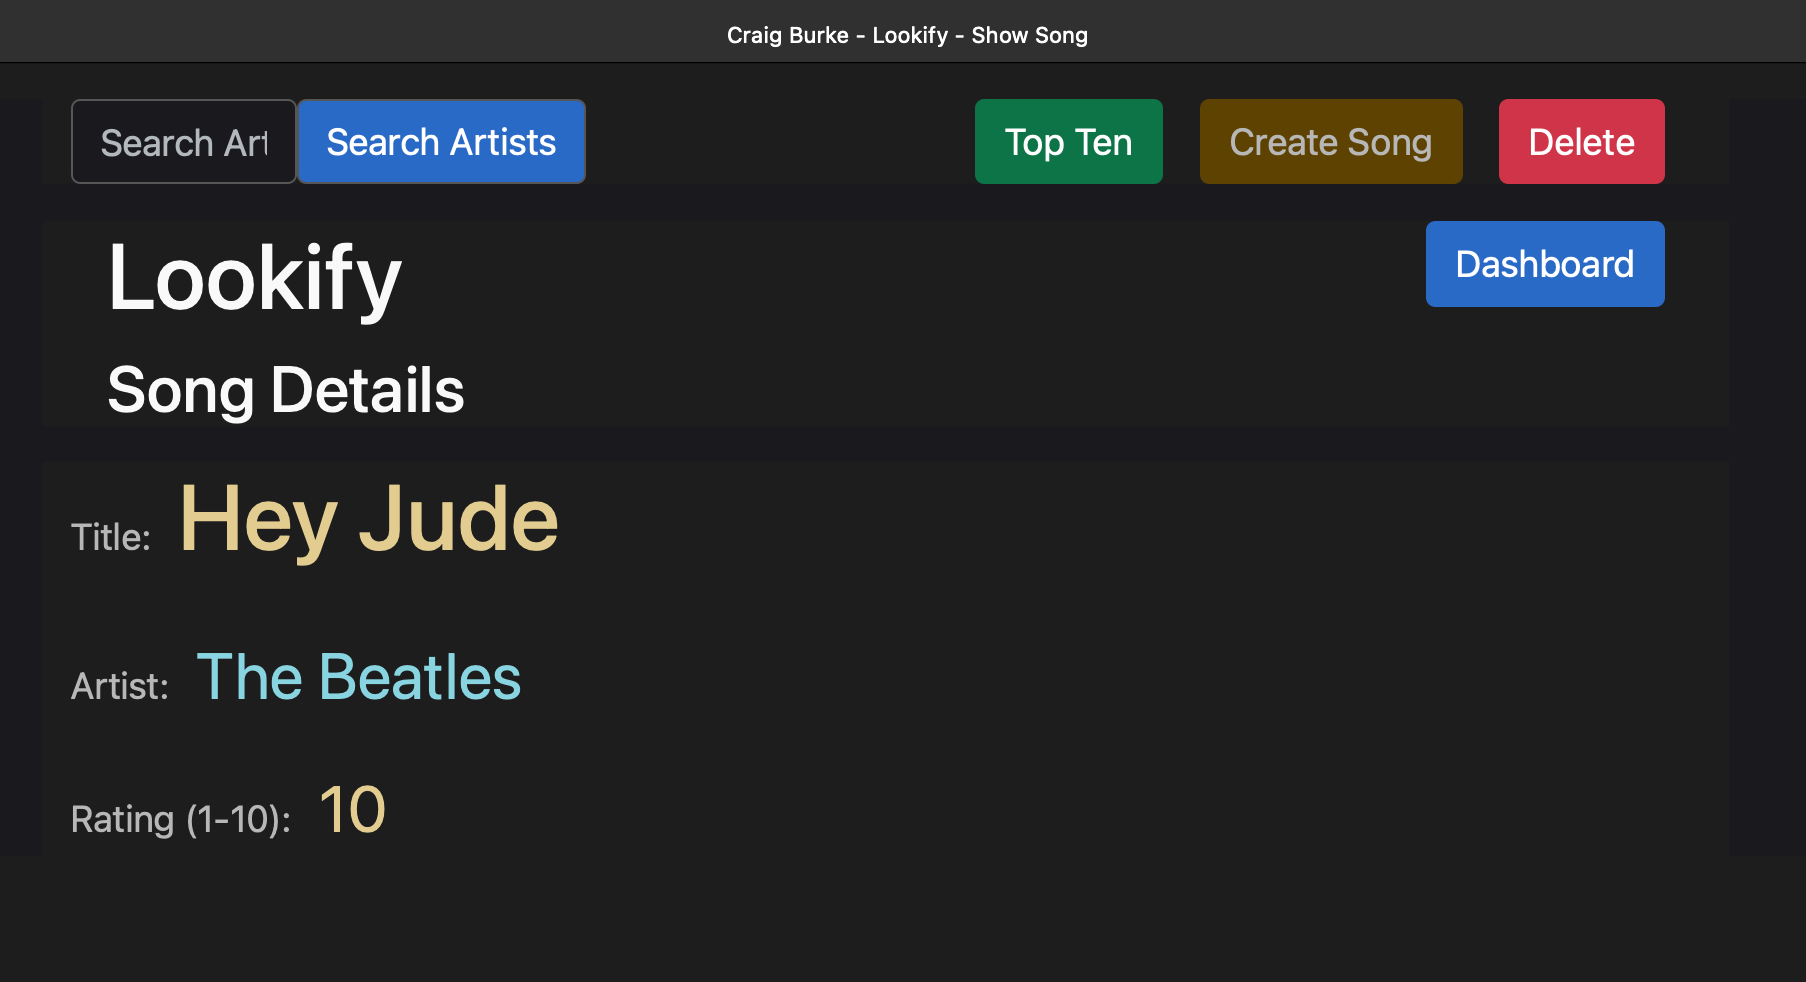 Craig Burke - Lookify - Show Song
Search Art Search Artists Top Ten Create Song Delete
Lookify Dashboard
Song Details
Title: Hey Jude
Artist: The Beatles
Rating (1-10): 10